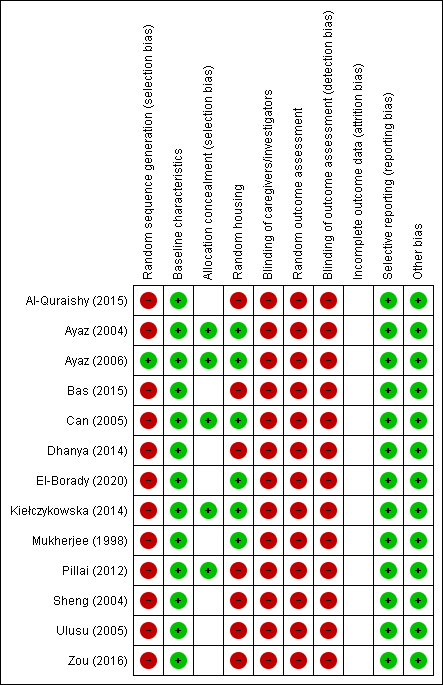 Random sequence generation (selection bias)
Baseline characteristics
Allocation concealment (selection bias)
Random housing
Blinding of caregivers/investigators
Random outcome assessment
Blinding of outcome assessment (detection bias)
Incomplete outcome data (attrition bias)
Selective reporting (reporting bias)
Other bias
Al-Quraishy (2015) - + - - - - + +
Ayaz (2004) - + + + - - - + +
Ayaz (2006) + + + + - - - + +
Bas (2015) - + - - - - + +
Can (2005) - + + + - - - + +
Dhanya (2014) - + - - - - + +
El-Borady (2020) - + + - - - + +
Kiełczykowska (2014) - + + + - - - + +
Mukherjee (1998) - + + - - - + +
Pillai (2012) - + + - - - - + +
Sheng (2004) - + - - - - + +
Ulusu (2005) - + - - - - + +
Zou (2016) - + - - - - + +